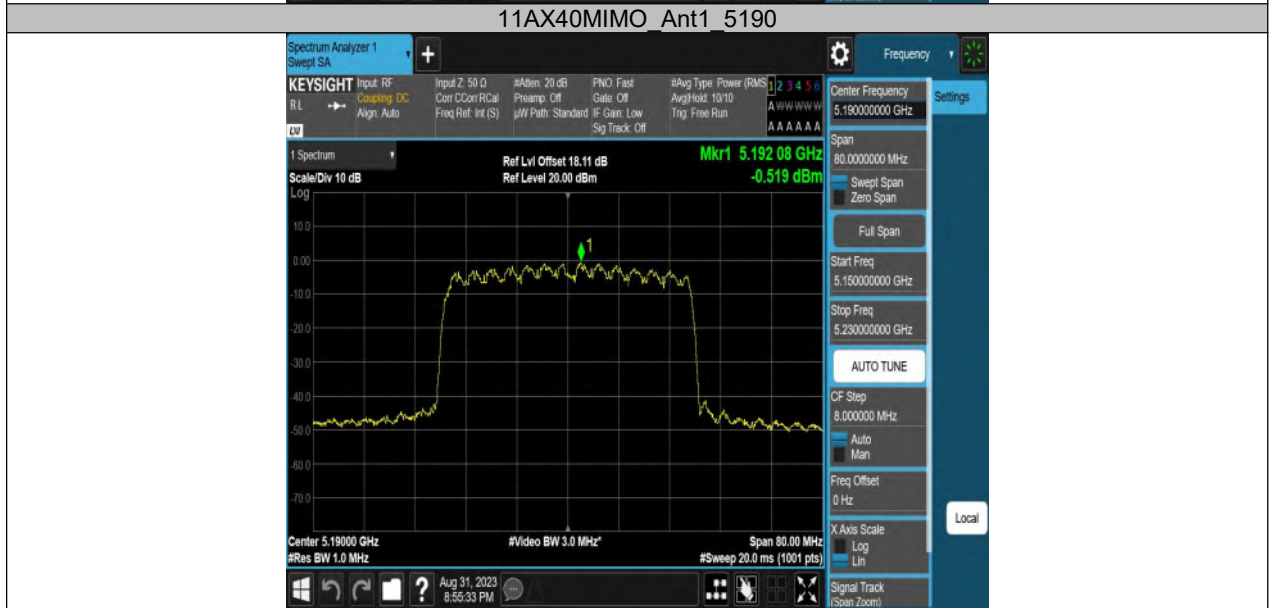 11AX40MIMO_Ant1_5190
Spectrum Analyzer 1
Swept SA
+
Frequency
KEYSIGHT Input: RF Input Z: 50 Ω #Atten: 20 dB PNO: Fast #Avg Type: Power (RMS 1 2 3 4 5 6
RL Coupling: DC Corr CCorr RCal Preamp: Off Gate: Off Avg|Hold: 10/10 A W W W W W
Align: Auto Freq Ref: Int (S) µW Path: Standard IF Gain: Low Trig: Free Run
Sig Track: Off A A A A A A
LXI
1 Spectrum
Ref Lvl Offset 18.11 dB
Mkr1 5.192 08 GHz
Scale/Div 10 dB
Ref Level 20.00 dBm
-0.519 dBm
Log
10.0
1
0.00
-10.0
-20.0
-30.0
-40.0
-50.0
-60.0
-70.0
Center 5.19000 GHz
#Video BW 3.0 MHz*
Span 80.00 MHz
#Res BW 1.0 MHz
#Sweep 20.0 ms (1001 pts)
Center Frequency
5.190000000 GHz
Settings
Span
80.0000000 MHz
Swept Span
Zero Span
Full Span
Start Freq
5.150000000 GHz
Stop Freq
5.230000000 GHz
AUTO TUNE
CF Step
8.000000 MHz
Auto
Man
Freq Offset
0 Hz
Local
X Axis Scale
Log
Lin
Signal Track
(Span Zoom)
?
Aug 31, 2023
8:55:33 PM